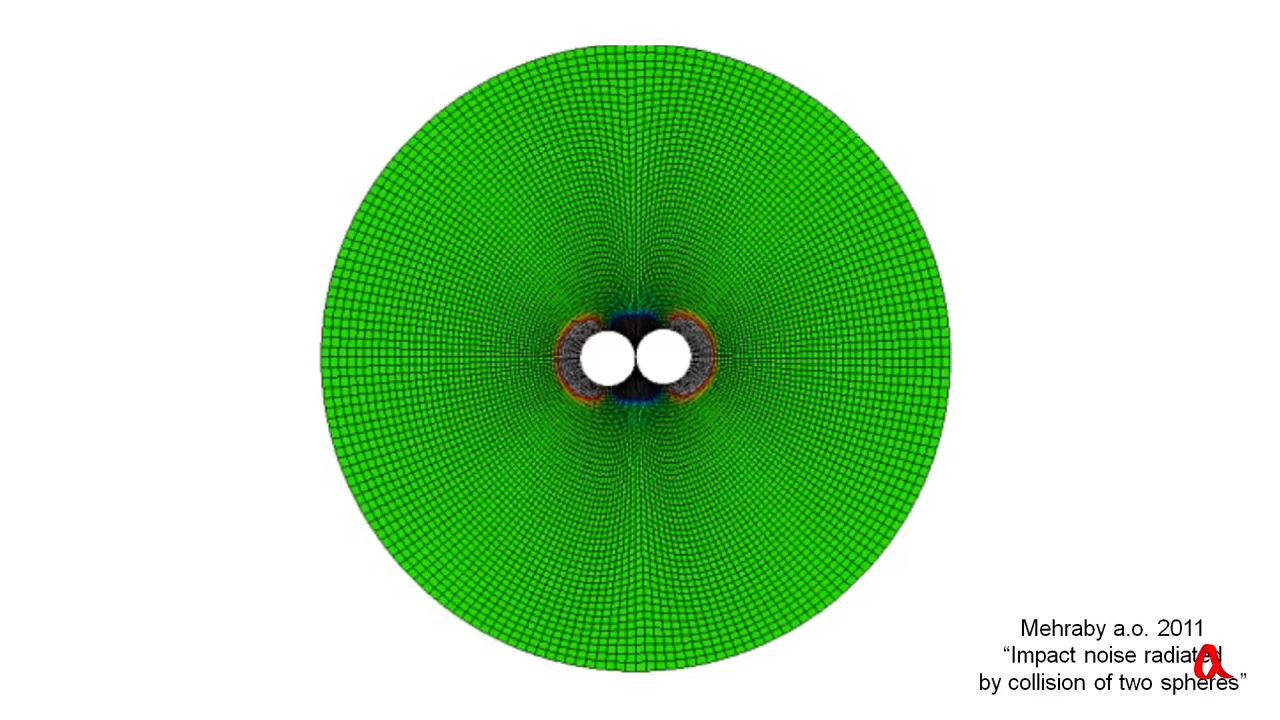 Mehraby a.o. 2011
“Impact noise radiated
by collision of two spheres”
a